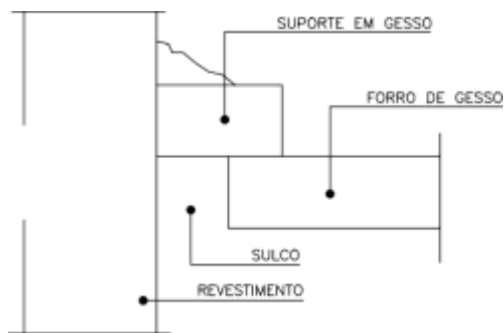 SUPORTE EM GESSO
FORRO DE GESSO
SULCO
REVESTIMENTO